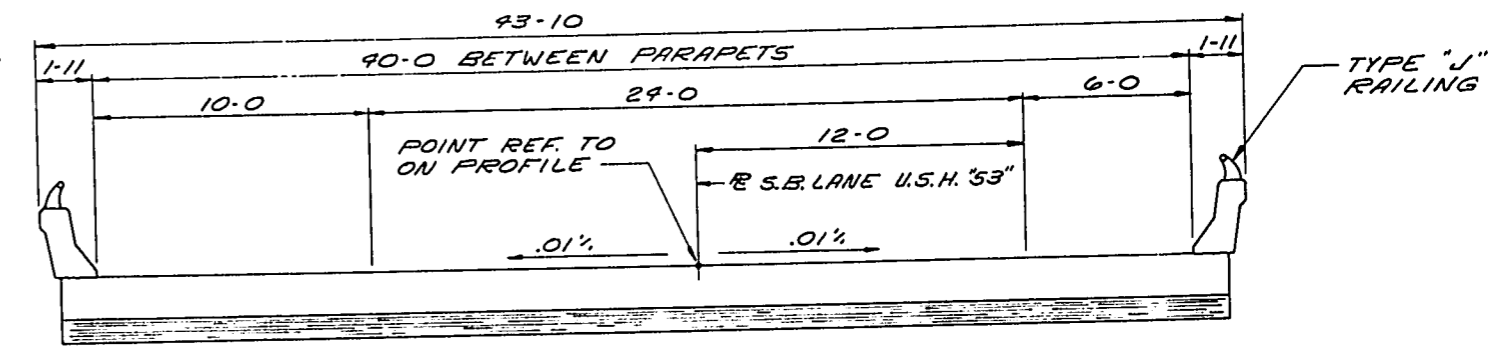 43-10
1-11
40-0 BETWEEN PARAPETS
1-11
TYPE "J"
RAILING
10-0
24-0
6-0
12-0
POINT REF. TO
ON PROFILE
℞ S.B. LANE U.S.H. "53"
.01%
.01%